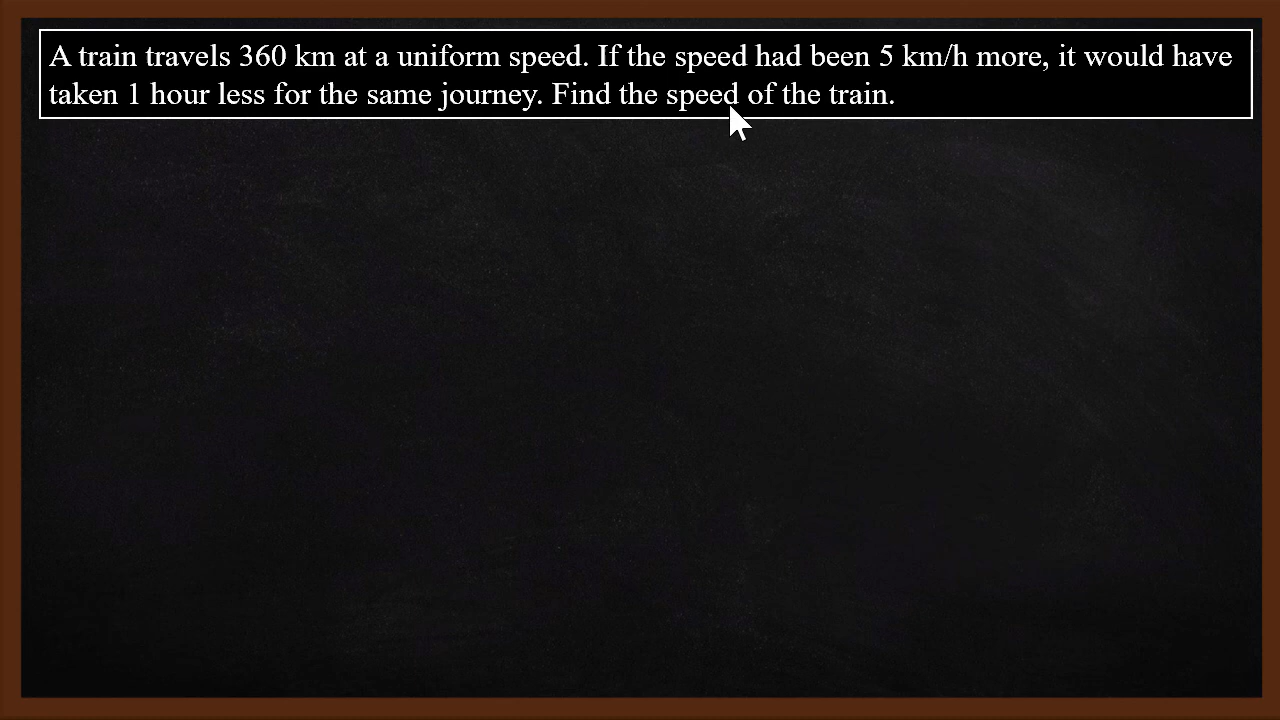 A train travels 360 km at a uniform speed. If the speed had been 5 km/h more, it would have
taken 1 hour less for the same journey. Find the speed of the train.